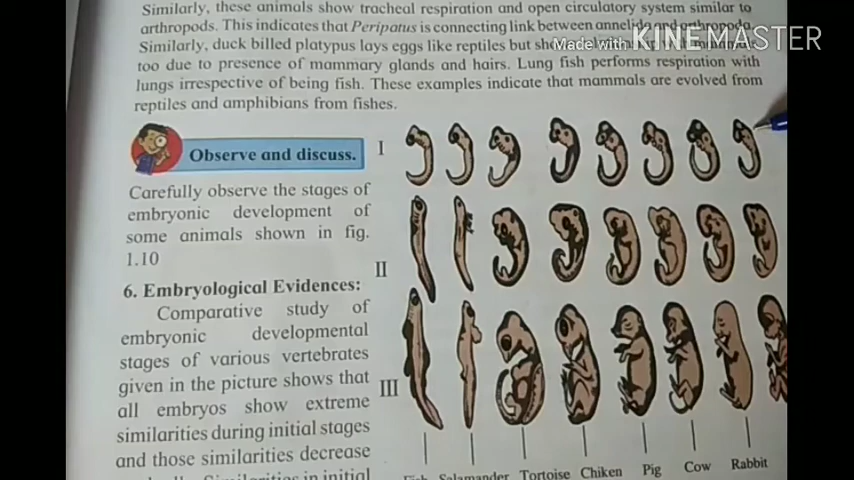 Similarly, these animals show tracheal respiration and open circulatory system similar to
arthropods. This indicates that Peripatus is connecting link between annelida and arthropoda.
Similarly, duck billed platypus lays eggs like reptiles but
Made with KINEMASTER
too due to presence of mammary glands and hairs. Lung fish performs respiration with
lungs irrespective of being fish. These examples indicate that mammals are evolved from
reptiles and amphibians from fishes.
Observe and discuss.
Carefully observe the stages of
embryonic development of
some animals shown in fig.
1.10
6. Embryological Evidences:
Comparative study of
embryonic developmental
stages of various vertebrates
given in the picture shows that
all embryos show extreme
similarities during initial stages
and those similarities decrease
in initial
I
II
III
Fish Salamander Tortoise Chiken Pig Cow Rabbit